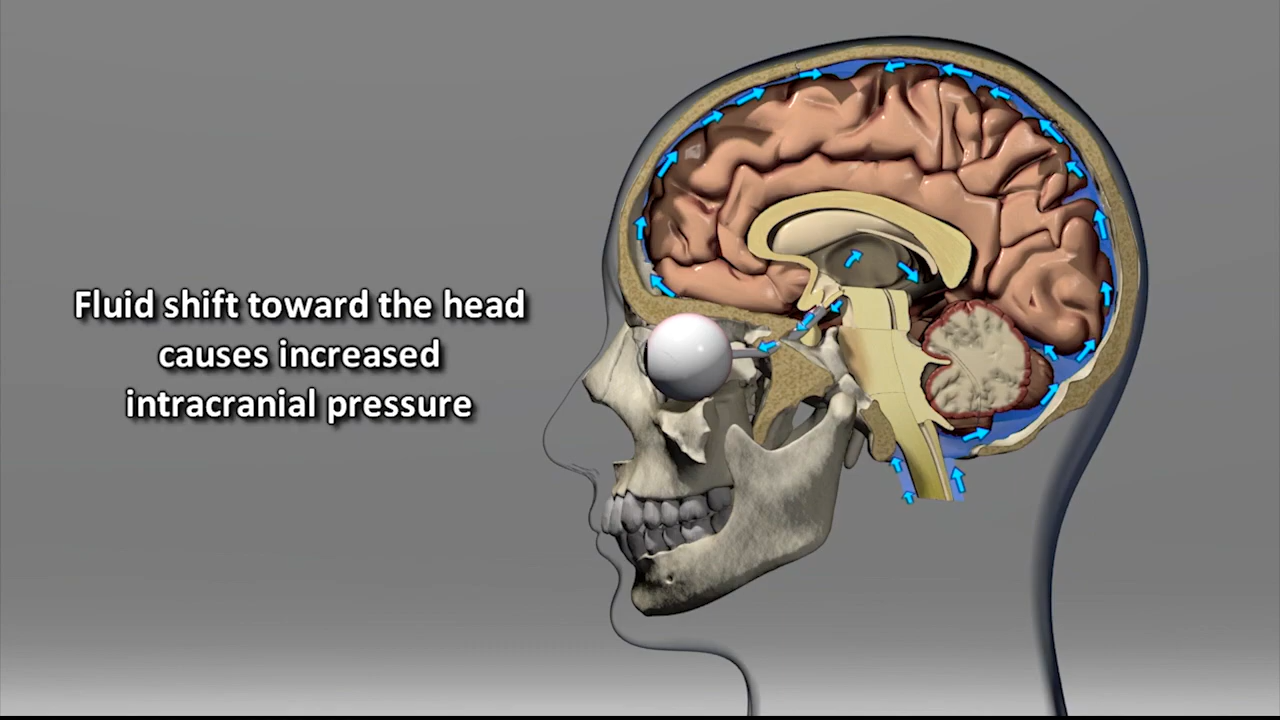 Fluid shift toward the head
causes increased
intracranial pressure